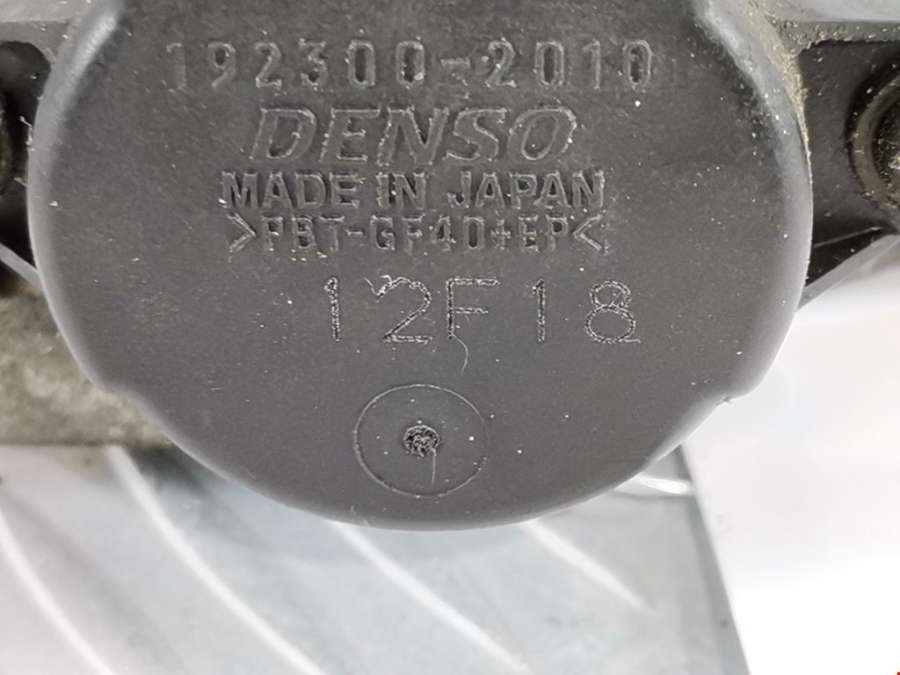 192300-2010
DENSO
MADE IN JAPAN
>PBT-GF40+EP<
12F18